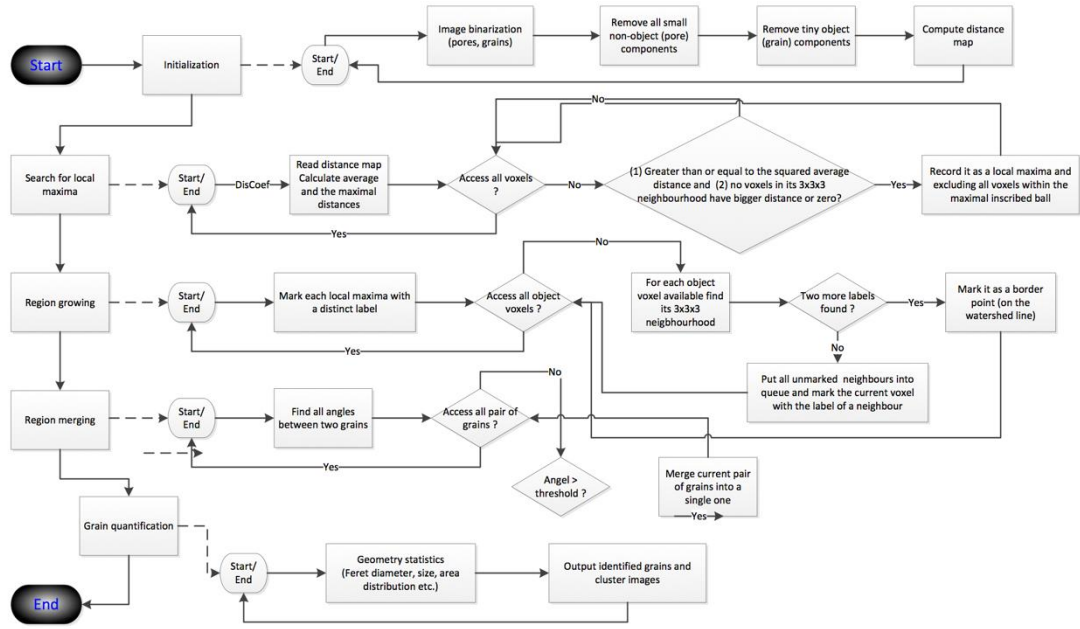 Start
Initialization
Start/
End
Image binarization
(pores, grains)
Remove all small
non-object (pore)
components
Remove tiny object
(grain) components
Compute distance
map
Search for local
maxima
Start/
End
DisCoef
Read distance map
Calculate average
and the maximal
distances
Access all voxels
?
Yes
No
No
(1) Greater than or equal to the squared average
distance and (2) no voxels in its 3x3x3
neighbourhood have bigger distance or zero?
Yes
Record it as a local maxima and
excluding all voxels within the
maximal inscribed ball
Region growing
Start/
End
Mark each local maxima with
a distinct label
Access all object
voxels ?
Yes
No
For each object
voxel available find
its 3x3x3
neigbhourhood
Two more labels
found ?
Yes
Mark it as a border
point (on the
watershed line)
No
Put all unmarked neighbours into
queue and mark the current voxel
with the label of a neighbour
Region merging
Start/
End
Find all angles
between two grains
Access all pair of
grains ?
Yes
No
Angel >
threshold ?
Merge current pair
of grains into a
single one
Yes
Grain quantification
Start/
End
Geometry statistics
(Feret diameter, size, area
distribution etc.)
Output identified grains and
cluster images
End